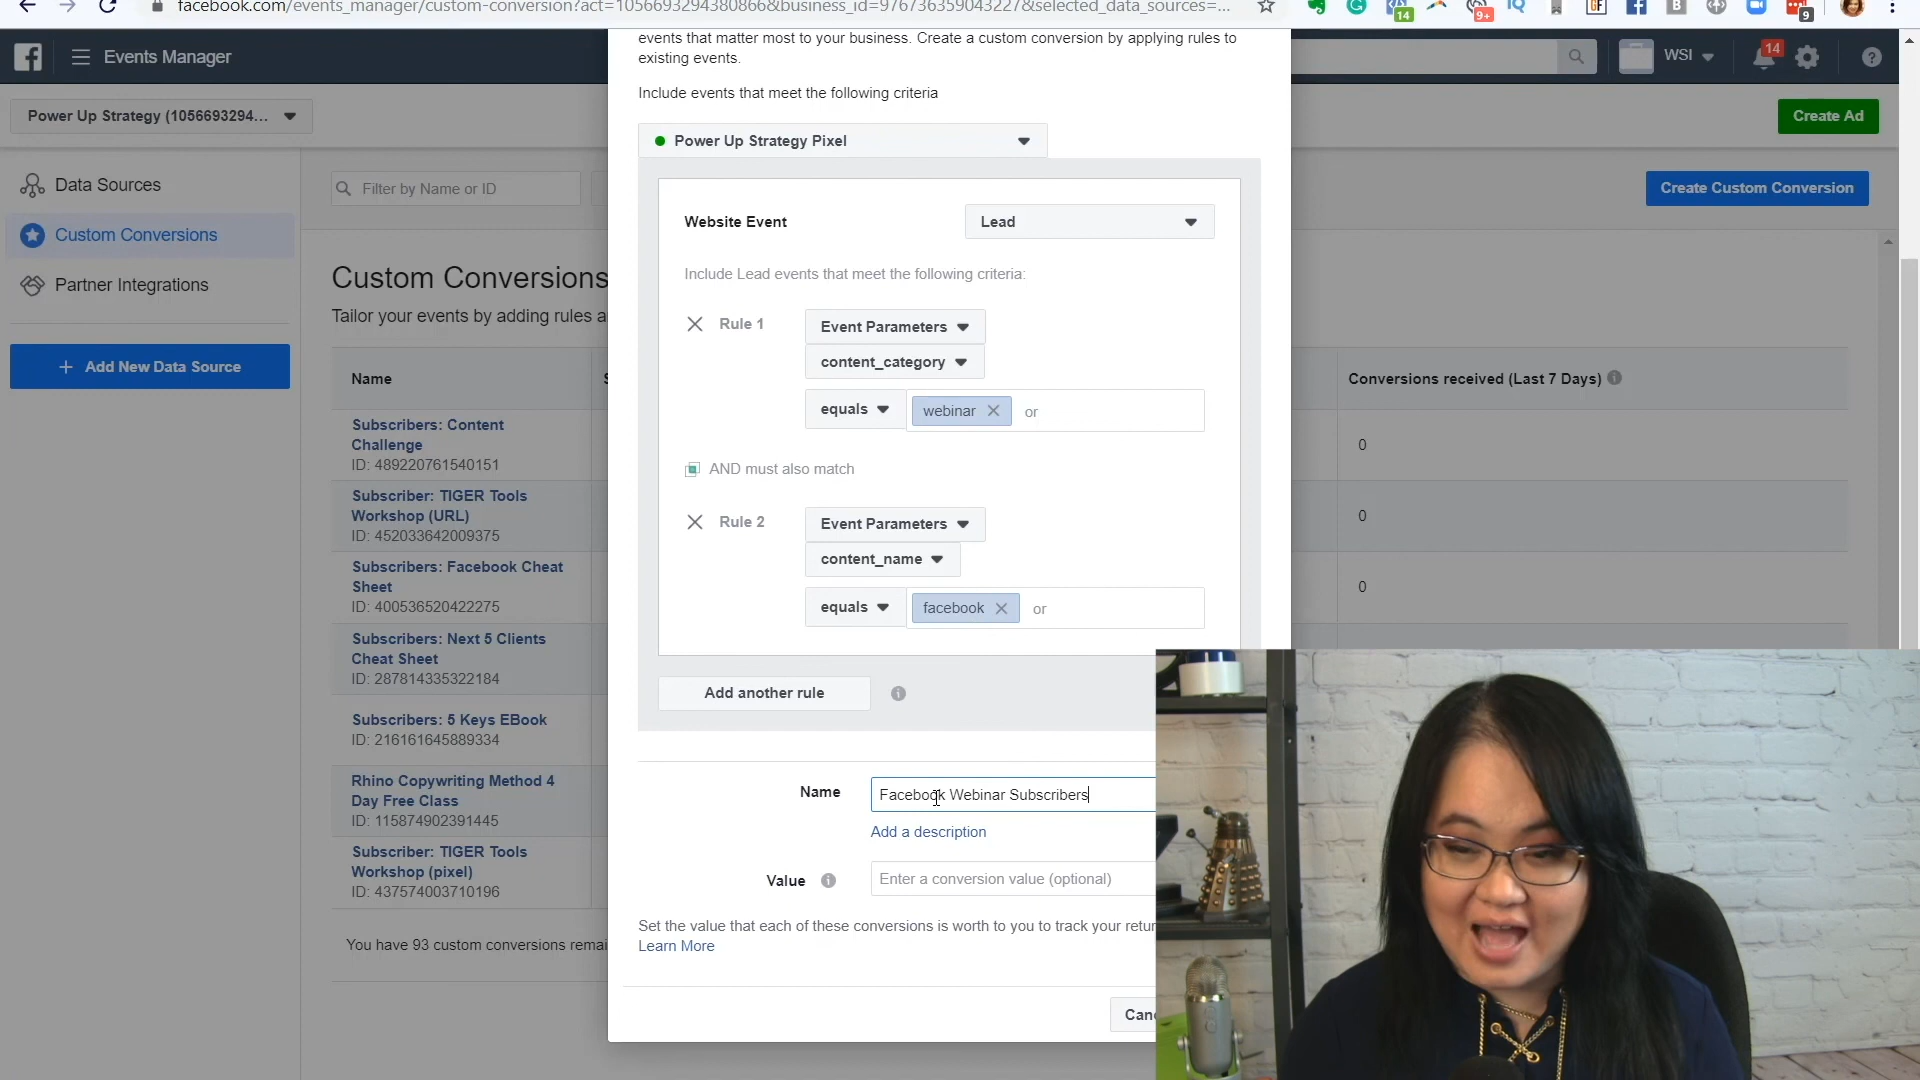 facebook.com/events_manager/custom-conversion?act=1056693294380866&business_id=976736359043227&selected_data_sources=...
14
9+
IQ
GF
B
9
Events Manager
WSI
14
Power Up Strategy (1056693294...
Create Ad
Data Sources
Custom Conversions
Partner Integrations
+ Add New Data Source
Filter by Name or ID
Create Custom Conversion
Custom Conversions
Tailor your events by adding rules a
Name
Conversions received (Last 7 Days)
Subscribers: Content
Challenge
ID: 489220761540151
0
Subscriber: TIGER Tools
Workshop (URL)
ID: 452033642009375
0
Subscribers: Facebook Cheat
Sheet
ID: 400536520422275
0
Subscribers: Next 5 Clients
Cheat Sheet
ID: 287814335322184
Subscribers: 5 Keys EBook
ID: 216161645889334
Rhino Copywriting Method 4
Day Free Class
ID: 115874902391445
Subscriber: TIGER Tools
Workshop (pixel)
ID: 437574003710196
You have 93 custom conversions remai
events that matter most to your business. Create a custom conversion by applying rules to
existing events.
Include events that meet the following criteria
Power Up Strategy Pixel
Website Event
Lead
Include Lead events that meet the following criteria:
Rule 1
Event Parameters
content_category
equals
webinar
or
AND must also match
Rule 2
Event Parameters
content_name
equals
facebook
or
Add another rule
Name
Facebook Webinar Subscribers
Add a description
Value
Enter a conversion value (optional)
Set the value that each of these conversions is worth to you to track your retur
Learn More
Canc